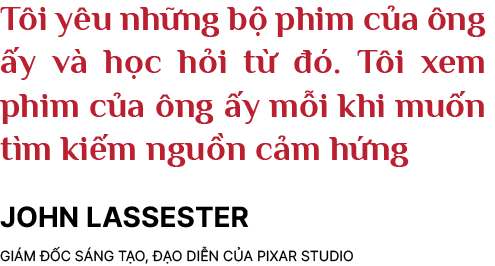 Tôi yêu những bộ phim của ông
ấy và học hỏi từ đó. Tôi xem
phim của ông ấy mỗi khi muốn
tìm kiếm nguồn cảm hứng
JOHN LASSESTER
GIÁM ĐỐC SÁNG TẠO, ĐẠO DIỄN CỦA PIXAR STUDIO